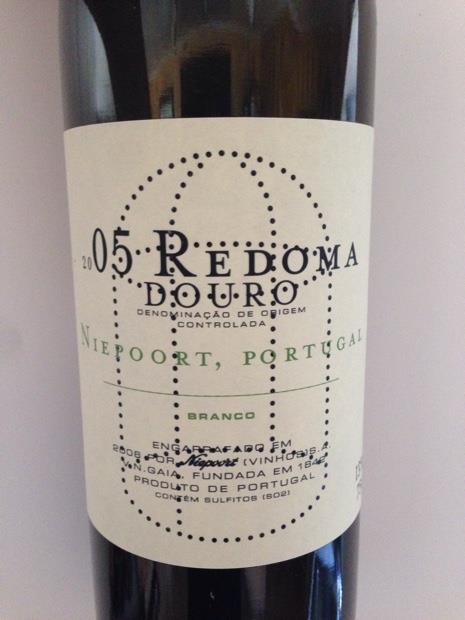 2005 REDOMA
DOURO
DENOMINAÇÃO DE ORIGEM
CONTROLADA
NIEPOORT, PORTUGAL
BRANCO
ENGARRAFADO EM
2006 POR Niepoort (VINHOS) S.A.
V.N.GAIA, FUNDADA EM 1842
PRODUTO DE PORTUGAL
CONTÉM SULFITOS (SO2)